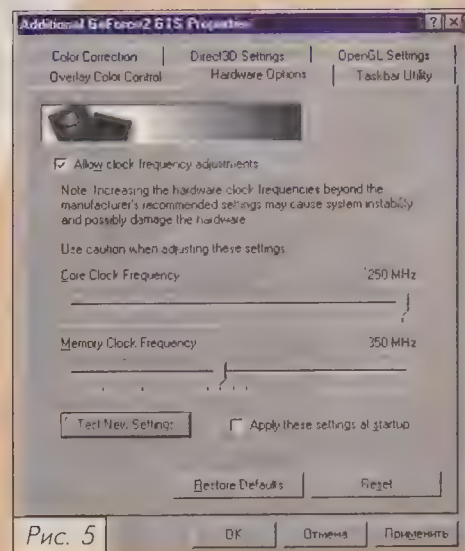 Additional GeForce2 GTS Properties
Color Correction Direct3D Settings OpenGL Settings
Overlay Color Control Hardware Options Taskbar Utility
Allow clock frequency adjustments
Note: Increasing the hardware clock frequencies beyond the
manufacturer's recommended settings may cause system instability
and possibly damage the hardware.
Use caution when adjusting these settings.
Core Clock Frequency 250 MHz
Memory Clock Frequency 350 MHz
Test New Settings Apply these settings at startup
Restore Defaults Reset
Рис. 5 OK Отмена Применить